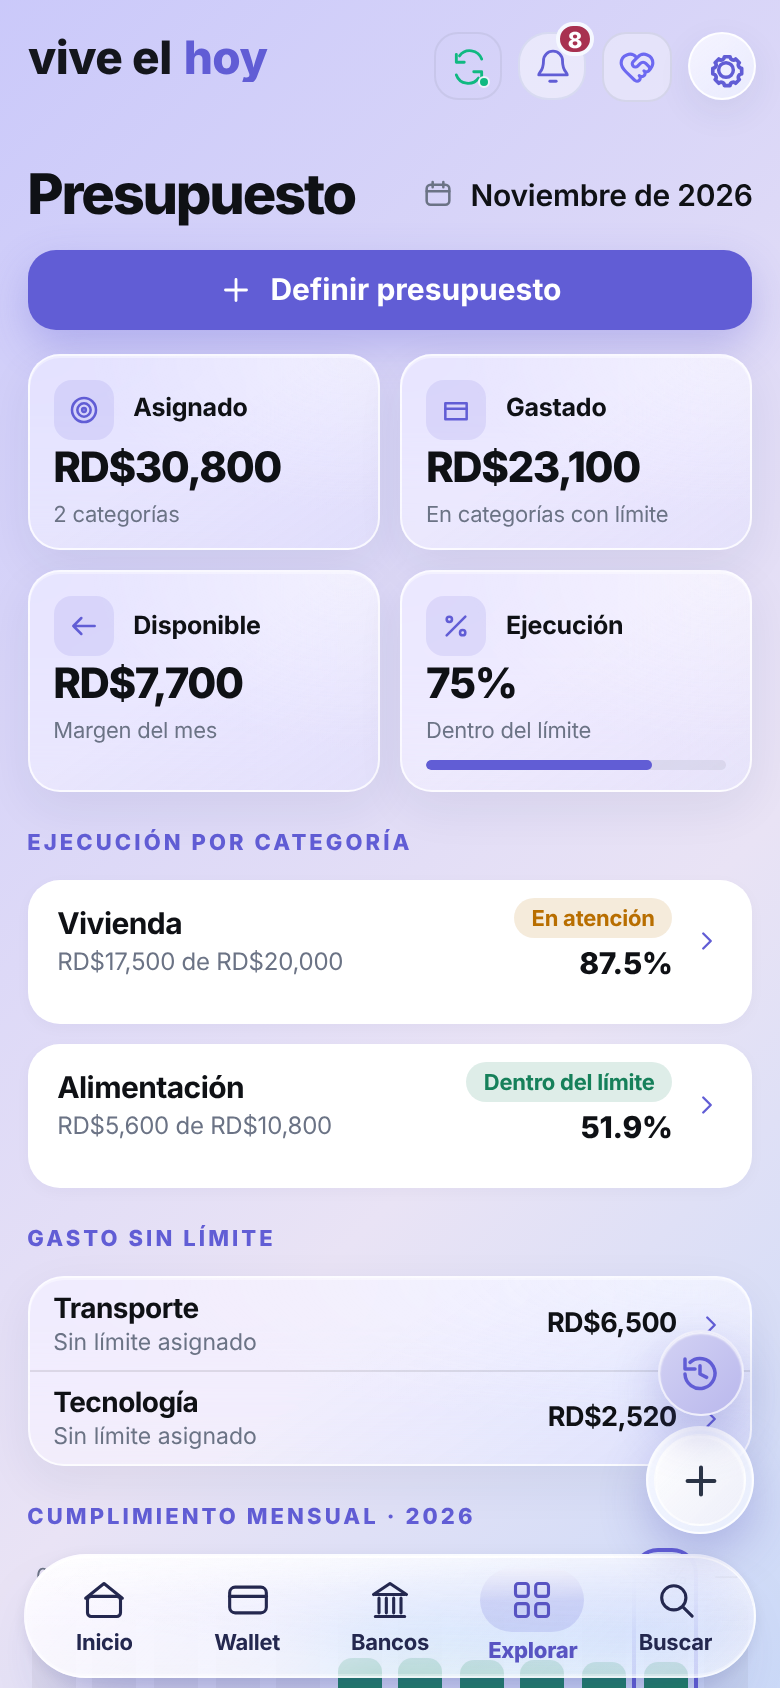 vive el hoy
8
Presupuesto
Noviembre de 2026
+ Definir presupuesto
Asignado
RD$30,800
2 categorías
Gastado
RD$23,100
En categorías con límite
Disponible
RD$7,700
Margen del mes
Ejecución
75%
Dentro del límite
EJECUCIÓN POR CATEGORÍA
Vivienda
En atención
RD$17,500 de RD$20,000
87.5%
Alimentación
Dentro del límite
RD$5,600 de RD$10,800
51.9%
GASTO SIN LÍMITE
Transporte
Sin límite asignado
RD$6,500
Tecnología
Sin límite asignado
RD$2,520
CUMPLIMIENTO MENSUAL · 2026
Inicio
Wallet
Bancos
Explorar
Buscar